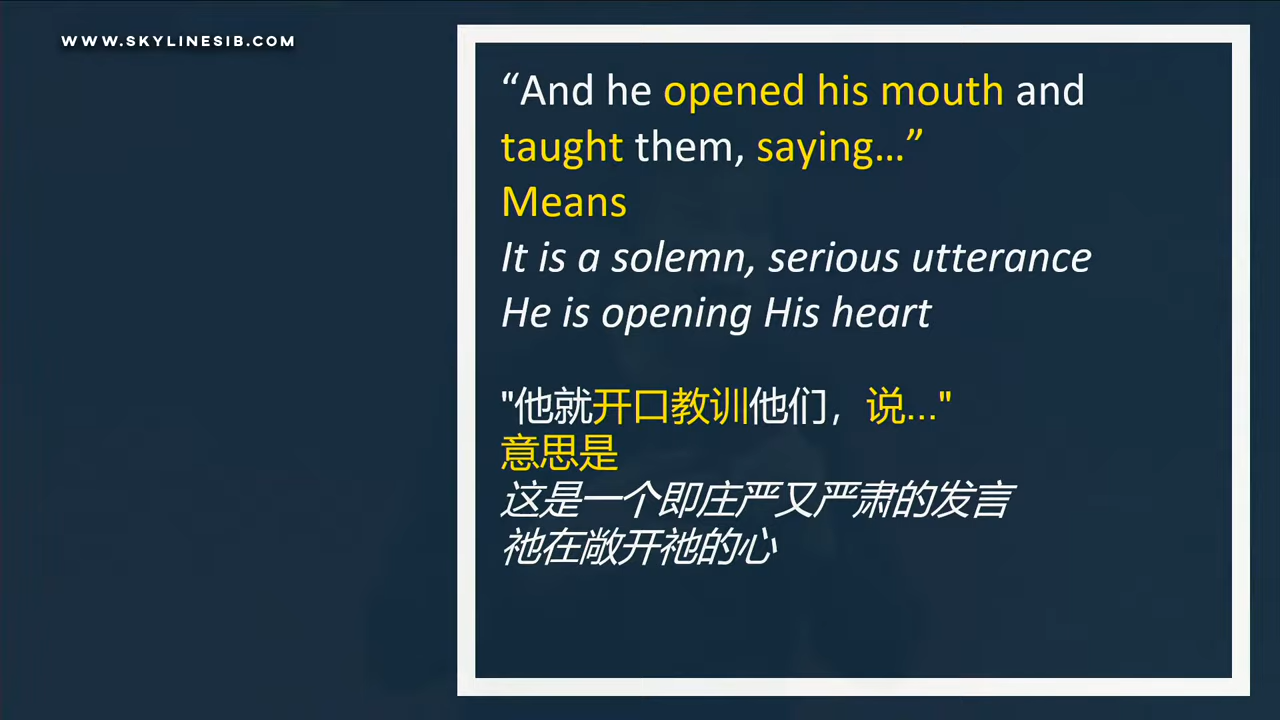 WWW.SKYLINESIB.COM
“And he opened his mouth and
taught them, saying…”
Means
It is a solemn, serious utterance
He is opening His heart
"他就开口教训他们，说…"
意思是
这是一个即庄严又严肃的发言
祂在敞开祂的心